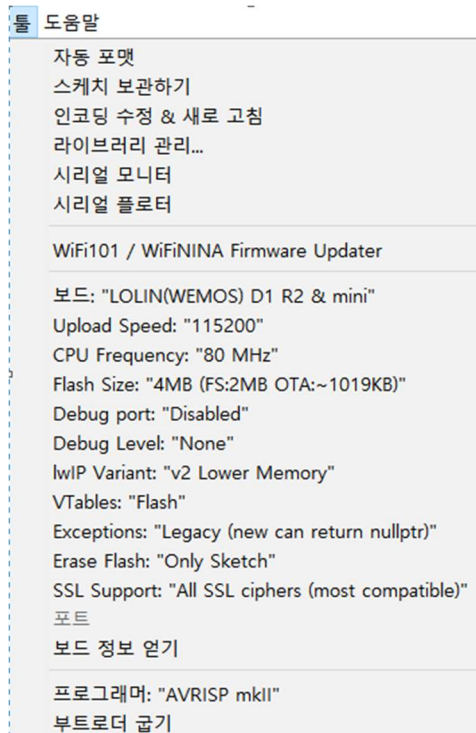 툴 도움말
자동 포맷
스케치 보관하기
인코딩 수정 & 새로 고침
라이브러리 관리...
시리얼 모니터
시리얼 플로터
WiFi101 / WiFiNINA Firmware Updater
보드: "LOLIN(WEMOS) D1 R2 & mini"
Upload Speed: "115200"
CPU Frequency: "80 MHz"
Flash Size: "4MB (FS:2MB OTA:~1019KB)"
Debug port: "Disabled"
Debug Level: "None"
lwIP Variant: "v2 Lower Memory"
VTables: "Flash"
Exceptions: "Legacy (new can return nullptr)"
Erase Flash: "Only Sketch"
SSL Support: "All SSL ciphers (most compatible)"
포트
보드 정보 얻기
프로그래머: "AVRISP mkII"
부트로더 굽기